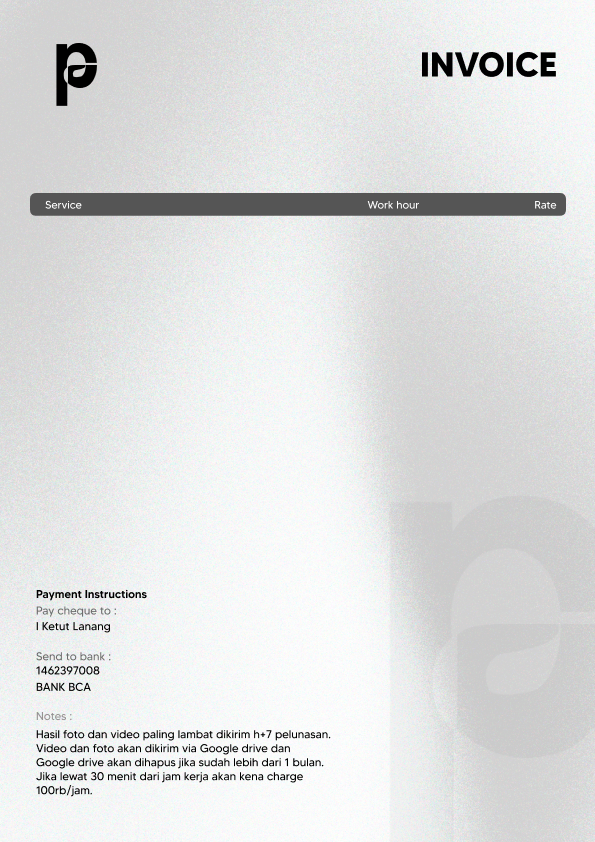 INVOICE
Service Work hour Rate
Payment Instructions
Pay cheque to :
I Ketut Lanang
Send to bank :
1462397008
BANK BCA
Notes :
Hasil foto dan video paling lambat dikirim h+7 pelunasan.
Video dan foto akan dikirim via Google drive dan
Google drive akan dihapus jika sudah lebih dari 1 bulan.
Jika lewat 30 menit dari jam kerja akan kena charge
100rb/jam.